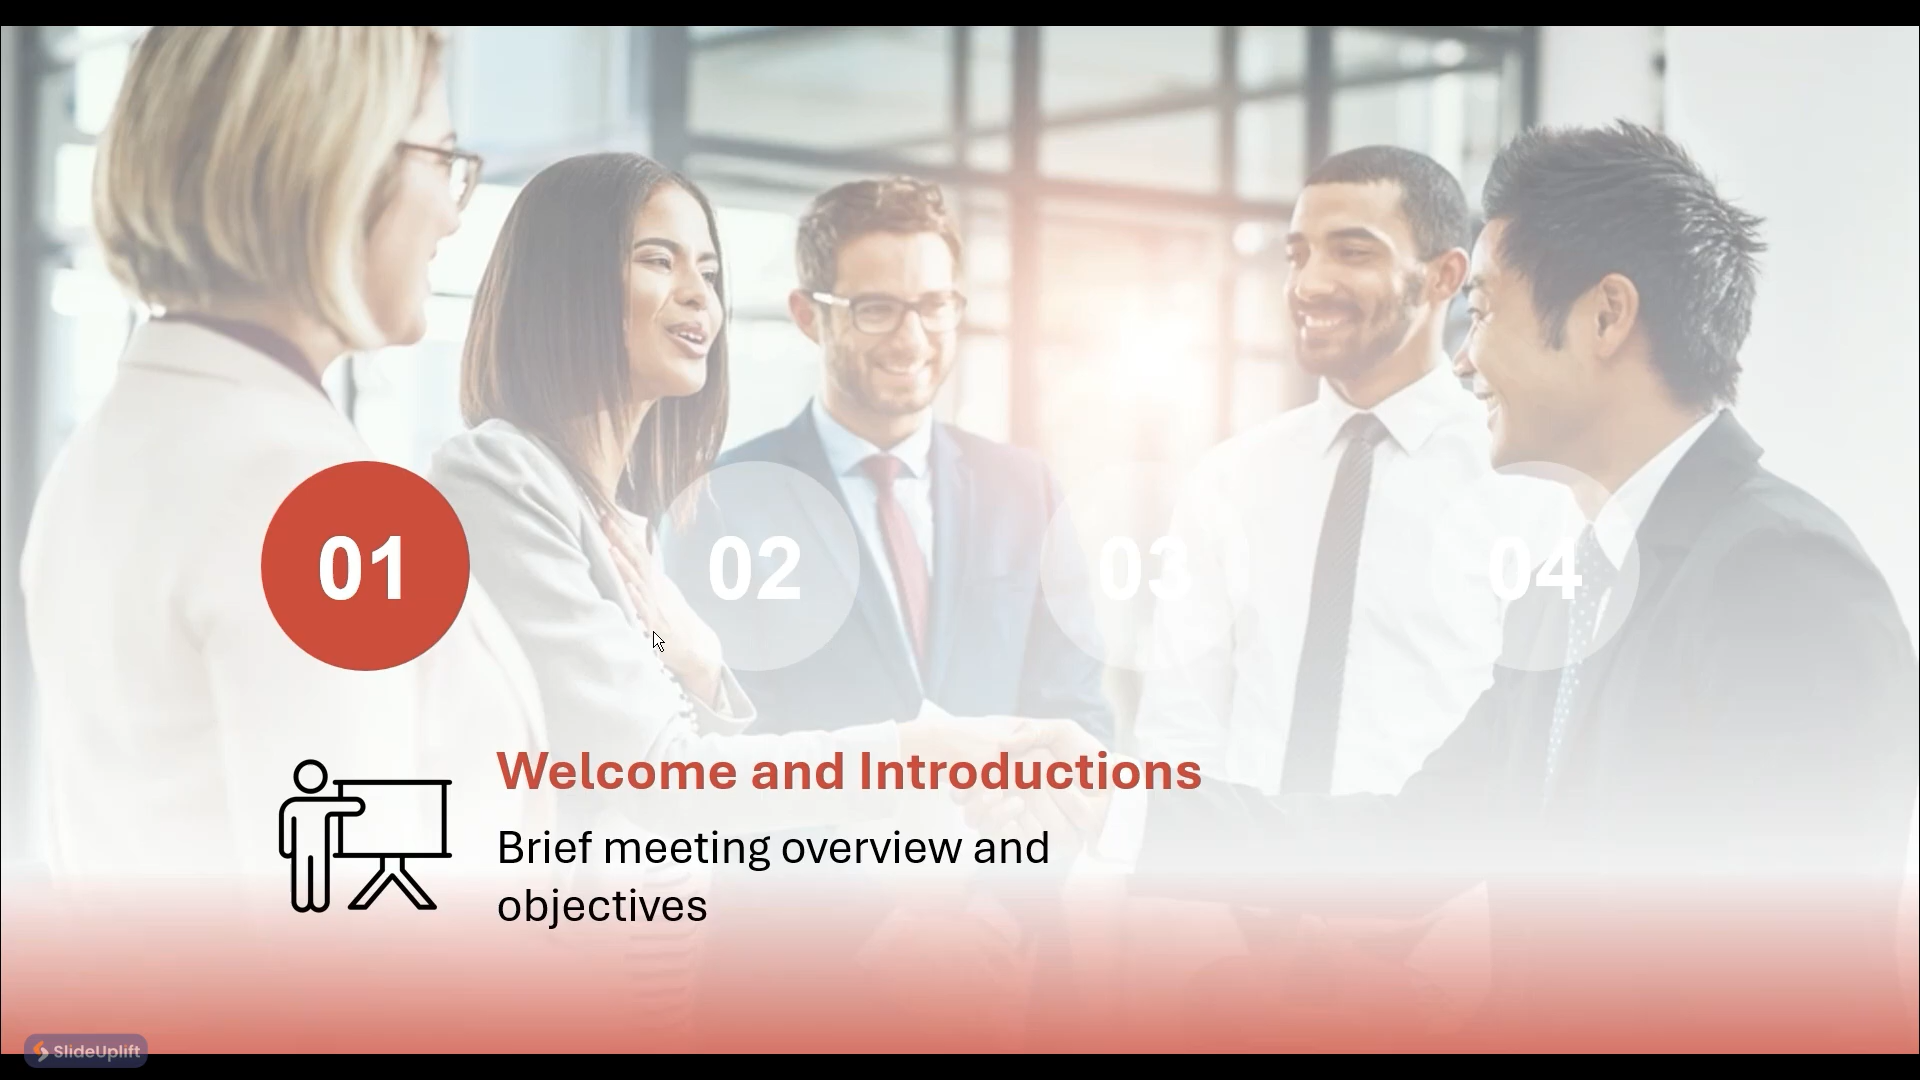 01
02
03
04
Welcome and Introductions
Brief meeting overview and
objectives
SlideUplift